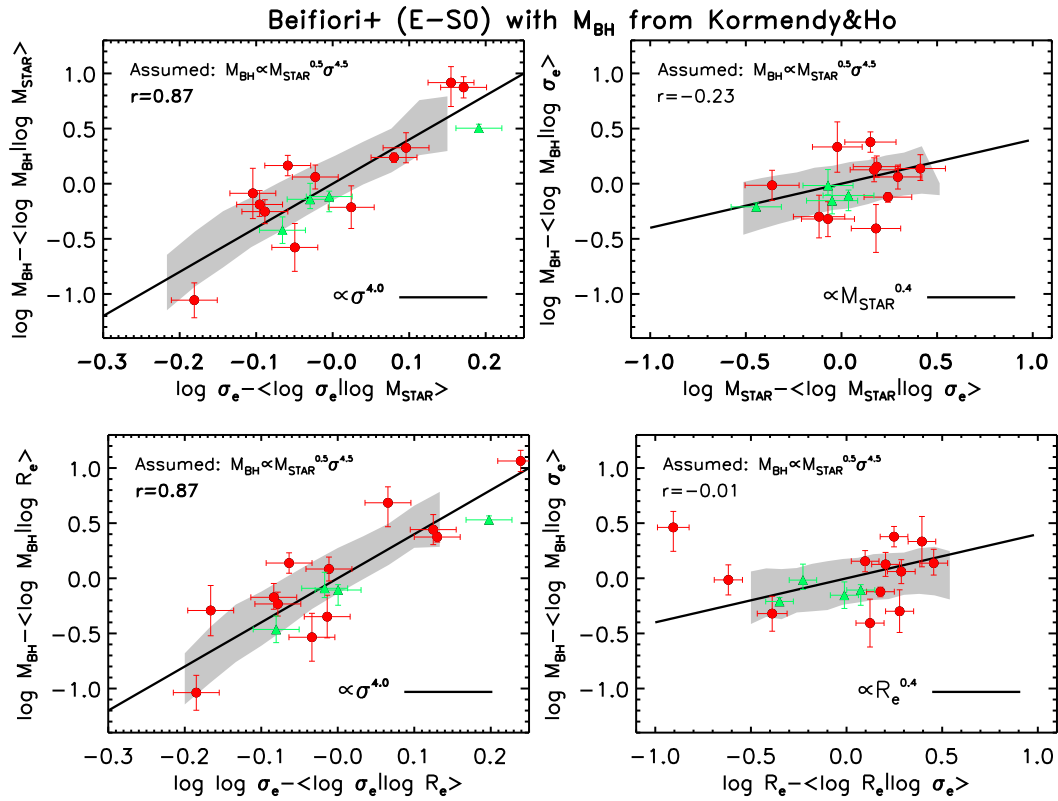 Beifiori+ (E-S0) with M_BH from Kormendy&Ho
log M_BH-<log M_BH|log M_STAR>
1.0
0.5
0.0
-0.5
-1.0
Assumed: M_BH∝M_STAR^0.5σ^4.5
r=0.87
∝σ^4.0
-0.3 -0.2 -0.1 -0.0 0.1 0.2
log σ_e-<log σ_e|log M_STAR>
log M_BH-<log M_BH|log σ_e>
1.0
0.5
0.0
-0.5
-1.0
Assumed: M_BH∝M_STAR^0.5σ^4.5
r=-0.23
∝M_STAR^0.4
-1.0 -0.5 0.0 0.5 1.0
log M_STAR-<log M_STAR|log σ_e>
log M_BH-<log M_BH|log R_e>
1.0
0.5
0.0
-0.5
-1.0
Assumed: M_BH∝M_STAR^0.5σ^4.5
r=0.87
∝σ^4.0
-0.3 -0.2 -0.1 -0.0 0.1 0.2
log log σ_e-<log σ_e|log R_e>
log M_BH-<log M_BH|log σ_e>
1.0
0.5
0.0
-0.5
-1.0
Assumed: M_BH∝M_STAR^0.5σ^4.5
r=-0.01
∝R_e^0.4
-1.0 -0.5 0.0 0.5 1.0
log R_e-<log R_e|log σ_e>